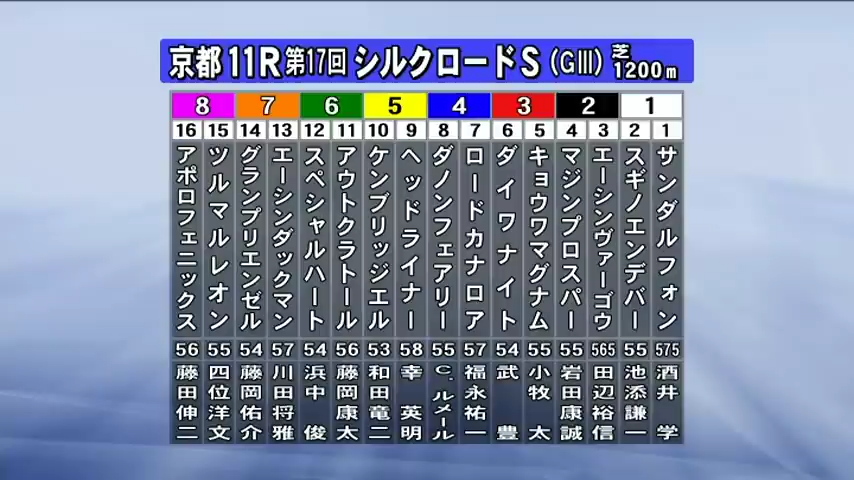 京都11R第17回シルクロードS(GⅢ)芝1200m
8 7 6 5 4 3 2 1
16 15 14 13 12 11 10 9 8 7 6 5 4 3 2 1
サンダルフォン
スギノエンデバー
エーシンヴァーゴウ
マジンプロスパー
キョウワマグナム
ダイワナイト
ロードカナロア
ダノンフェアリー
ヘッドライナー
ケンブリッジエル
アウトクラトール
スペシャルハート
エーシンダックマン
グランプリエンゼル
ツルマルレオン
アポロフェニックス
56 55 54 57 54 56 53 58 55 57 54 55 55 565 55 575
酒井学
池添謙一
田辺裕信
岩田康誠
小牧太
武豊
福永祐一
C.ルメール
幸英明
和田竜二
藤岡康太
浜中俊
川田将雅
藤岡佑介
四位洋文
藤田伸二